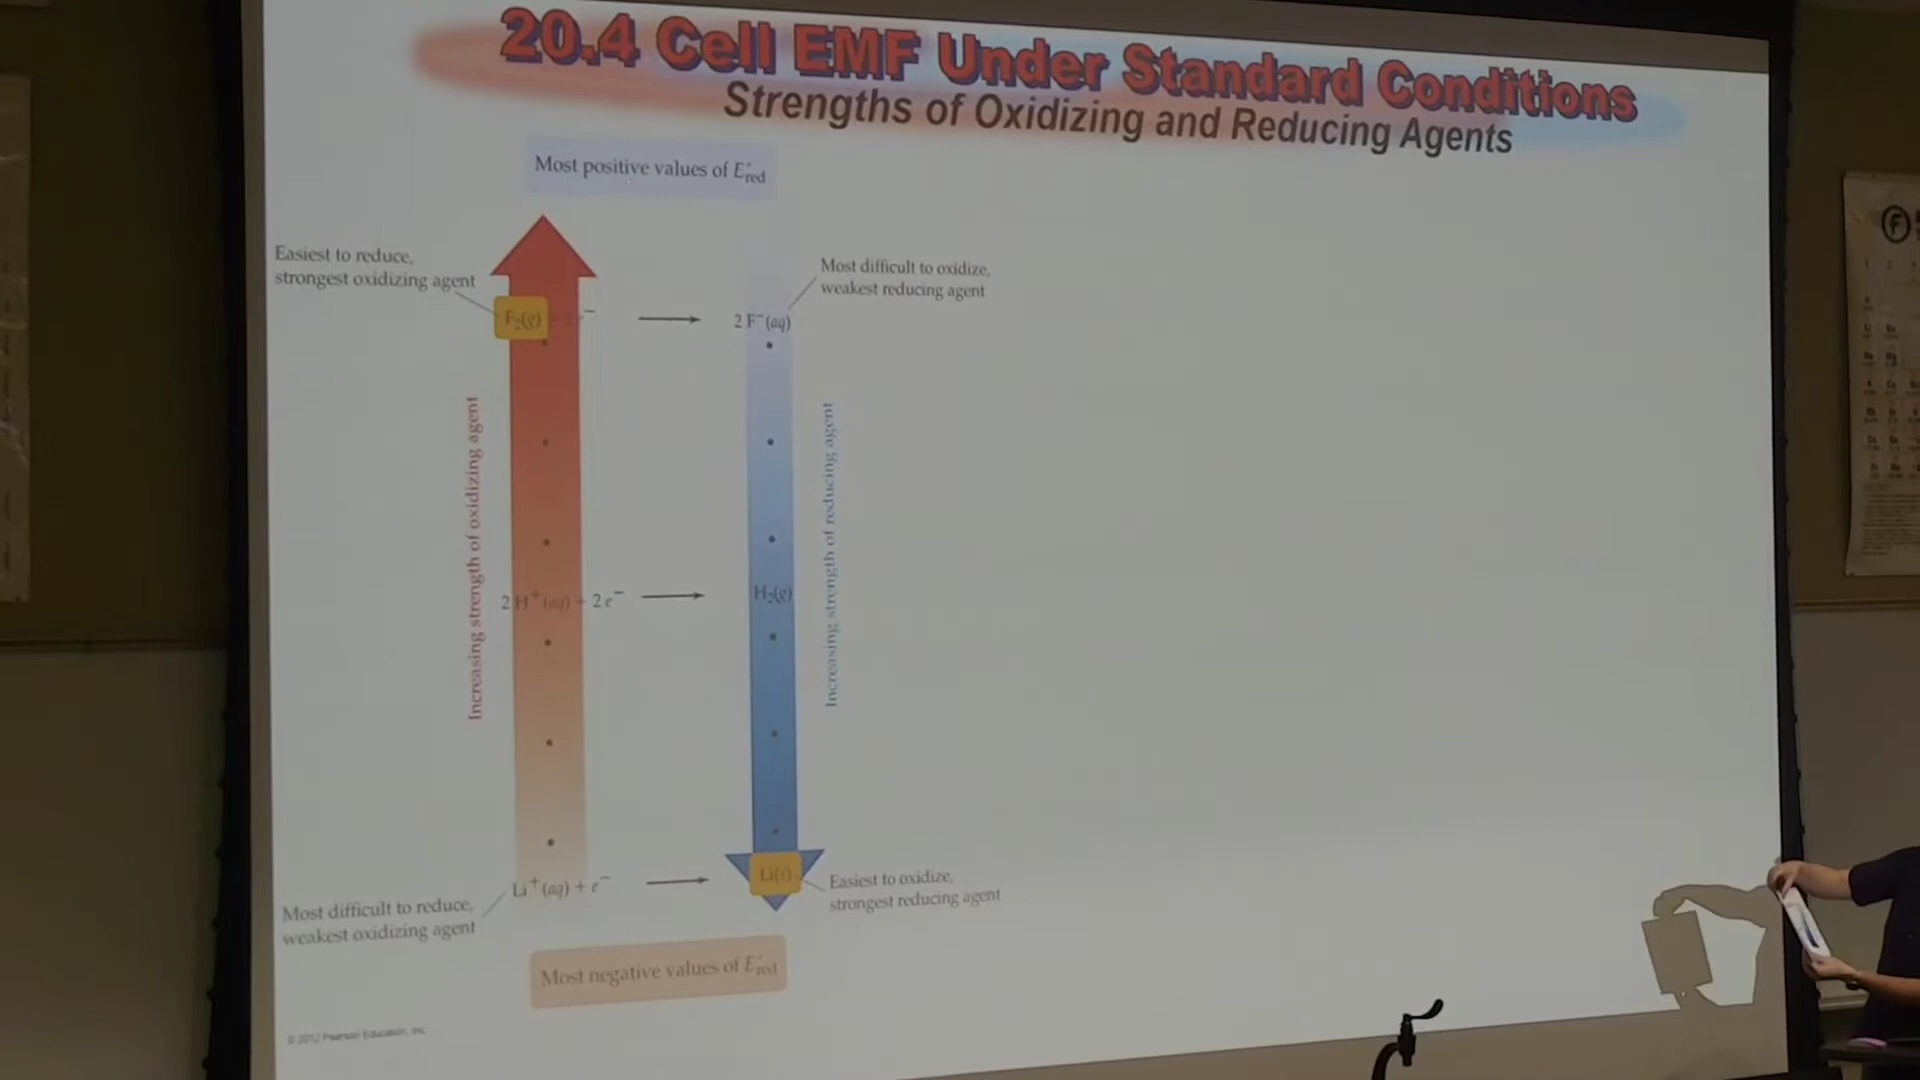 20.4 Cell EMF Under Standard Conditions
Strengths of Oxidizing and Reducing Agents
Most positive values of E°red
Easiest to reduce,
strongest oxidizing agent
Most difficult to oxidize,
weakest reducing agent
F₂(g) + 2 e⁻ → 2 F⁻(aq)
Increasing strength of oxidizing agent
Increasing strength of reducing agent
2 H⁺(aq) + 2 e⁻ → H₂(g)
Li⁺(aq) + e⁻ → Li(s)
Easiest to oxidize,
strongest reducing agent
Most difficult to reduce,
weakest oxidizing agent
Most negative values of E°red
© 2012 Pearson Education, Inc.
F